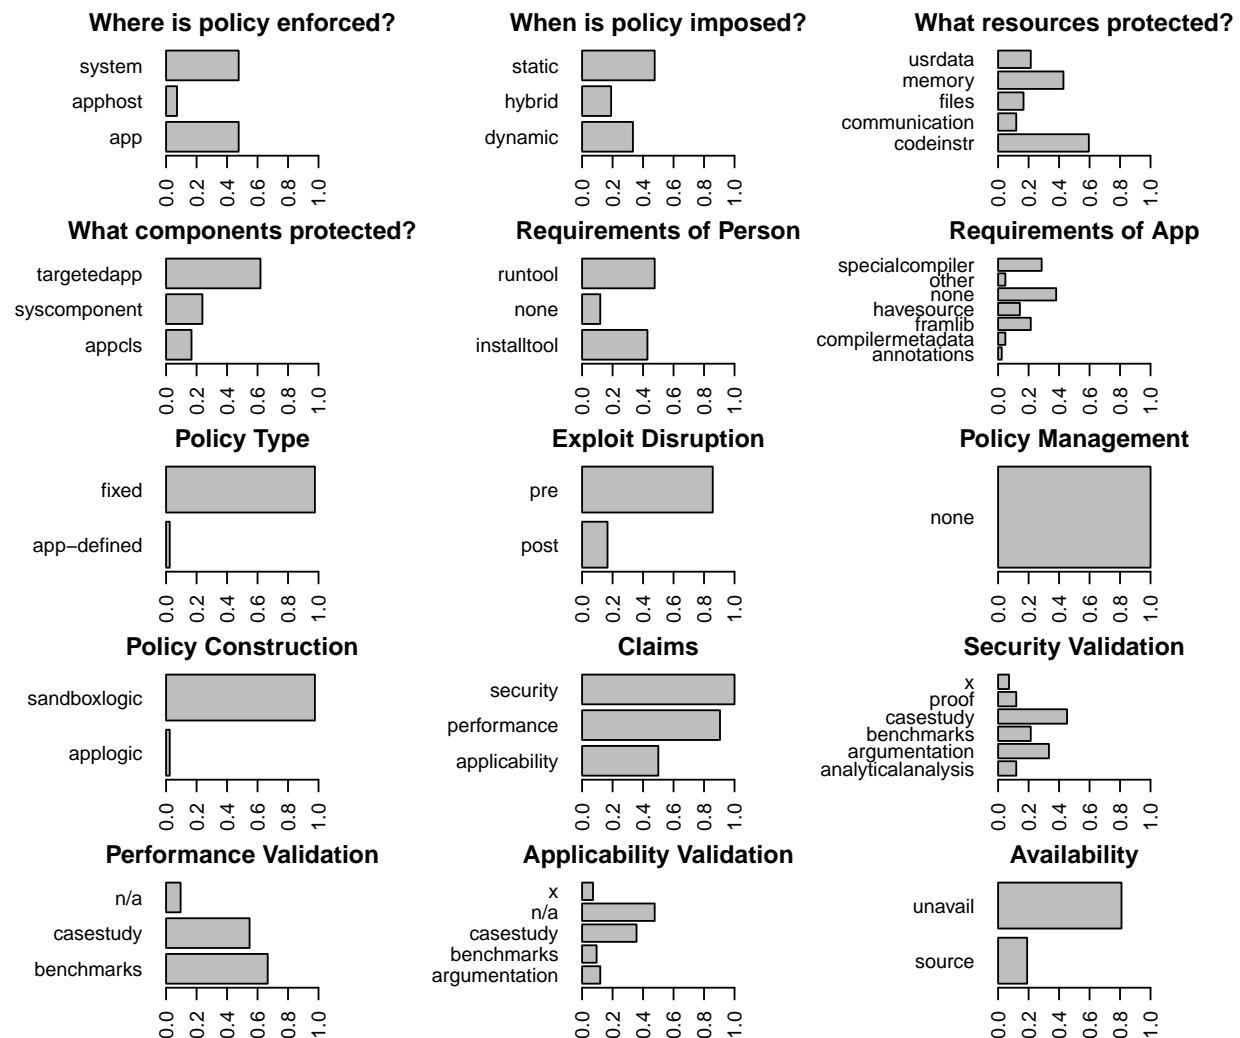 Where is policy enforced?
system
apphost
app
0.0 0.2 0.4 0.6 0.8 1.0
When is policy imposed?
static
hybrid
dynamic
0.0 0.2 0.4 0.6 0.8 1.0
What resources protected?
usrdata
memory
files
communication
codeinstr
0.0 0.2 0.4 0.6 0.8 1.0
What components protected?
targetedapp
syscomponent
appcls
0.0 0.2 0.4 0.6 0.8 1.0
Requirements of Person
runtool
none
installtool
0.0 0.2 0.4 0.6 0.8 1.0
Requirements of App
specialcompiler
other
none
havesource
framlib
compilermetadata
annotations
0.0 0.2 0.4 0.6 0.8 1.0
Policy Type
fixed
app−defined
0.0 0.2 0.4 0.6 0.8 1.0
Exploit Disruption
pre
post
0.0 0.2 0.4 0.6 0.8 1.0
Policy Management
none
0.0 0.2 0.4 0.6 0.8 1.0
Policy Construction
sandboxlogic
applogic
0.0 0.2 0.4 0.6 0.8 1.0
Claims
security
performance
applicability
0.0 0.2 0.4 0.6 0.8 1.0
Security Validation
x
proof
casestudy
benchmarks
argumentation
analyticalanalysis
0.0 0.2 0.4 0.6 0.8 1.0
Performance Validation
n/a
casestudy
benchmarks
0.0 0.2 0.4 0.6 0.8 1.0
Applicability Validation
x
n/a
casestudy
benchmarks
argumentation
0.0 0.2 0.4 0.6 0.8 1.0
Availability
unavail
source
0.0 0.2 0.4 0.6 0.8 1.0